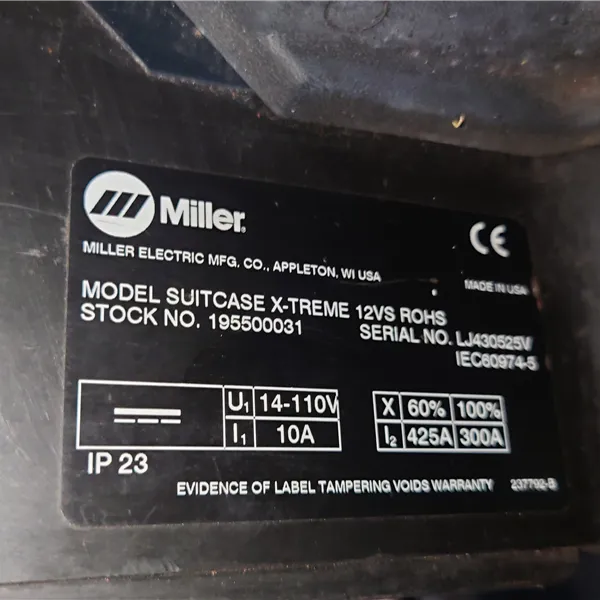 Miller®
CE
MILLER ELECTRIC MFG. CO., APPLETON, WI USA
MADE IN USA
MODEL SUITCASE X-TREME 12VS ROHS
STOCK NO. 195500031
SERIAL NO. LJ430525V
IEC60974-5
U1 14-110V
I1 10A
X 60% 100%
I2 425A 300A
IP 23
EVIDENCE OF LABEL TAMPERING VOIDS WARRANTY 237792-B